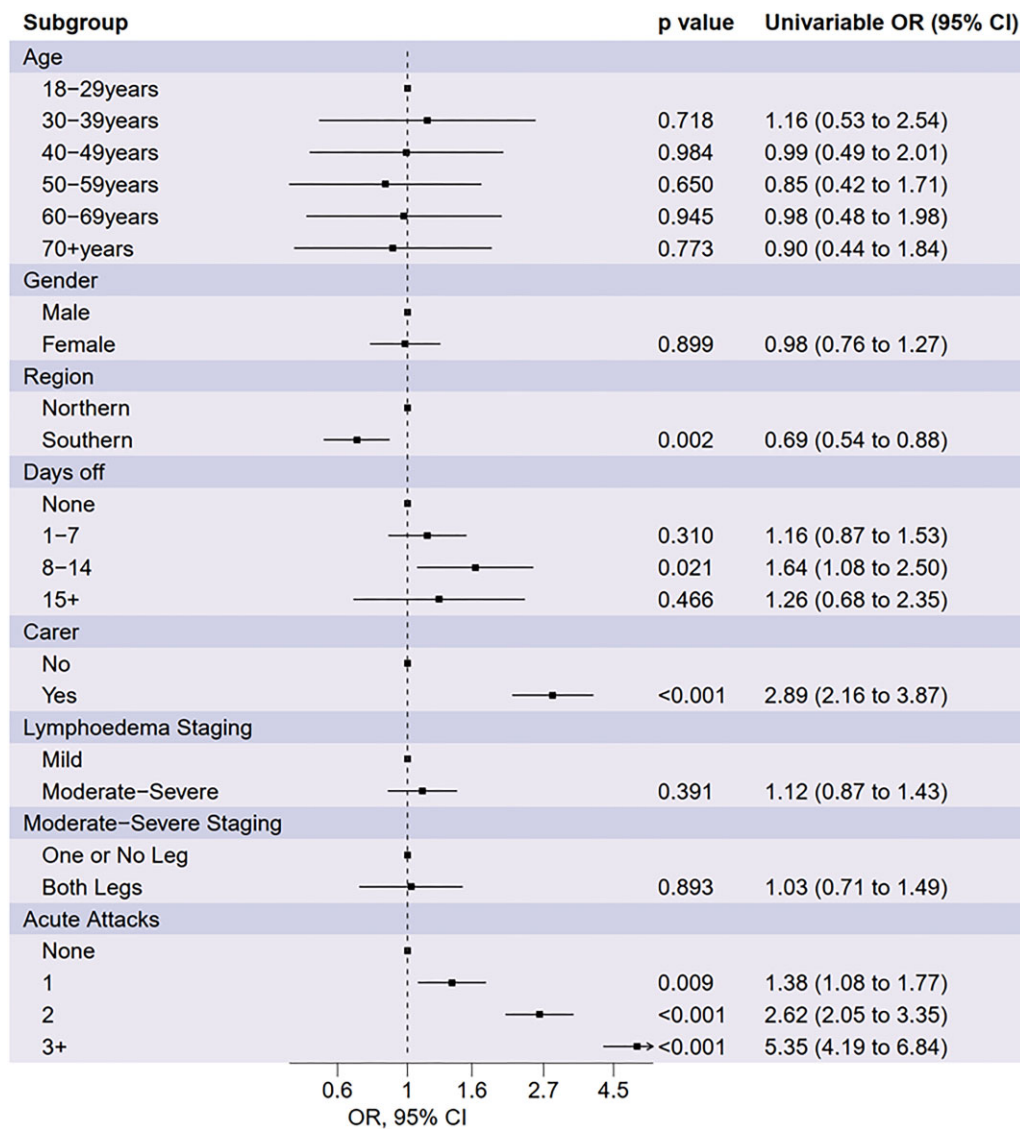 Subgroup p value Univariable OR (95% CI)
Age
18−29years
30−39years 0.718 1.16 (0.53 to 2.54)
40−49years 0.984 0.99 (0.49 to 2.01)
50−59years 0.650 0.85 (0.42 to 1.71)
60−69years 0.945 0.98 (0.48 to 1.98)
70+years 0.773 0.90 (0.44 to 1.84)
Gender
Male
Female 0.899 0.98 (0.76 to 1.27)
Region
Northern
Southern 0.002 0.69 (0.54 to 0.88)
Days off
None
1−7 0.310 1.16 (0.87 to 1.53)
8−14 0.021 1.64 (1.08 to 2.50)
15+ 0.466 1.26 (0.68 to 2.35)
Carer
No
Yes <0.001 2.89 (2.16 to 3.87)
Lymphoedema Staging
Mild
Moderate−Severe 0.391 1.12 (0.87 to 1.43)
Moderate−Severe Staging
One or No Leg
Both Legs 0.893 1.03 (0.71 to 1.49)
Acute Attacks
None
1 0.009 1.38 (1.08 to 1.77)
2 <0.001 2.62 (2.05 to 3.35)
3+ <0.001 5.35 (4.19 to 6.84)
0.6 1 1.6 2.7 4.5
OR, 95% CI